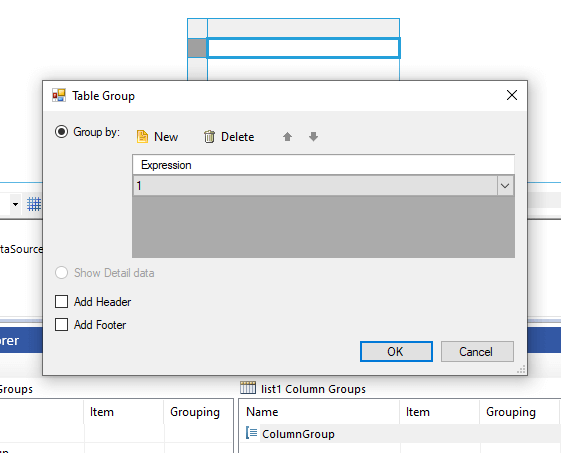 Table Group
Group by:
New
Delete
Expression
1
taSource
Show Detail data
Add Header
Add Footer
OK
Cancel
orer
Groups
list1 Column Groups
Item
Grouping
Name
Item
Grouping
ColumnGroup